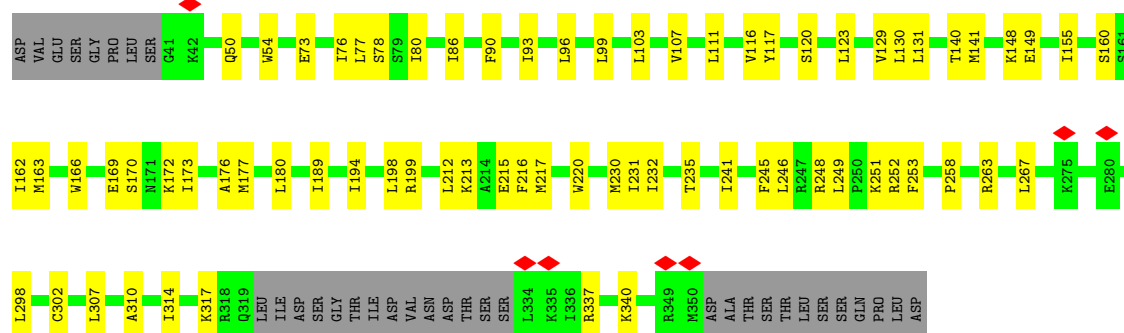 ASP VAL GLU SER GLY PRO LEU SER G41 K42 Q50 W54 E73 I76 L77 S78 S79 I80 I86 F90 I93 L96 L99 L103 V107 L111 V116 Y117 S120 L123 V129 L130 L131 T140 M141 K148 E149 I155 S160 S161
I162 M163 W166 E169 S170 N171 K172 I173 A176 M177 L180 I189 I194 L198 R199 L212 K213 A214 E215 F216 M217 W220 M230 I231 I232 T235 I241 F245 L246 R247 R248 L249 P250 K251 R252 F253 P258 R263 L267 K275 E280
L298 C302 L307 A310 I314 K317 R318 Q319 LEU ILE ASP SER GLY THR ILE ASP VAL ASN ASP THR SER SER L334 K335 I336 R337 K340 R349 M350 ASP ALA THR SER THR LEU SER SER GLN PRO LEU ASP